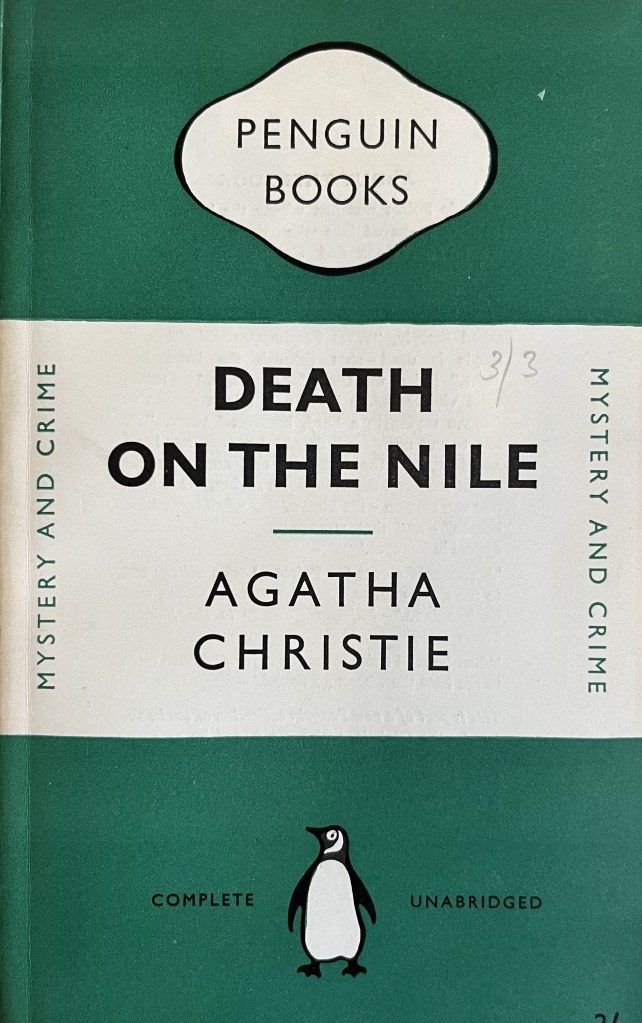 PENGUIN
BOOKS
3/3
DEATH
ON THE NILE
MYSTERY AND CRIME
MYSTERY AND CRIME
AGATHA
CHRISTIE
COMPLETE
UNABRIDGED